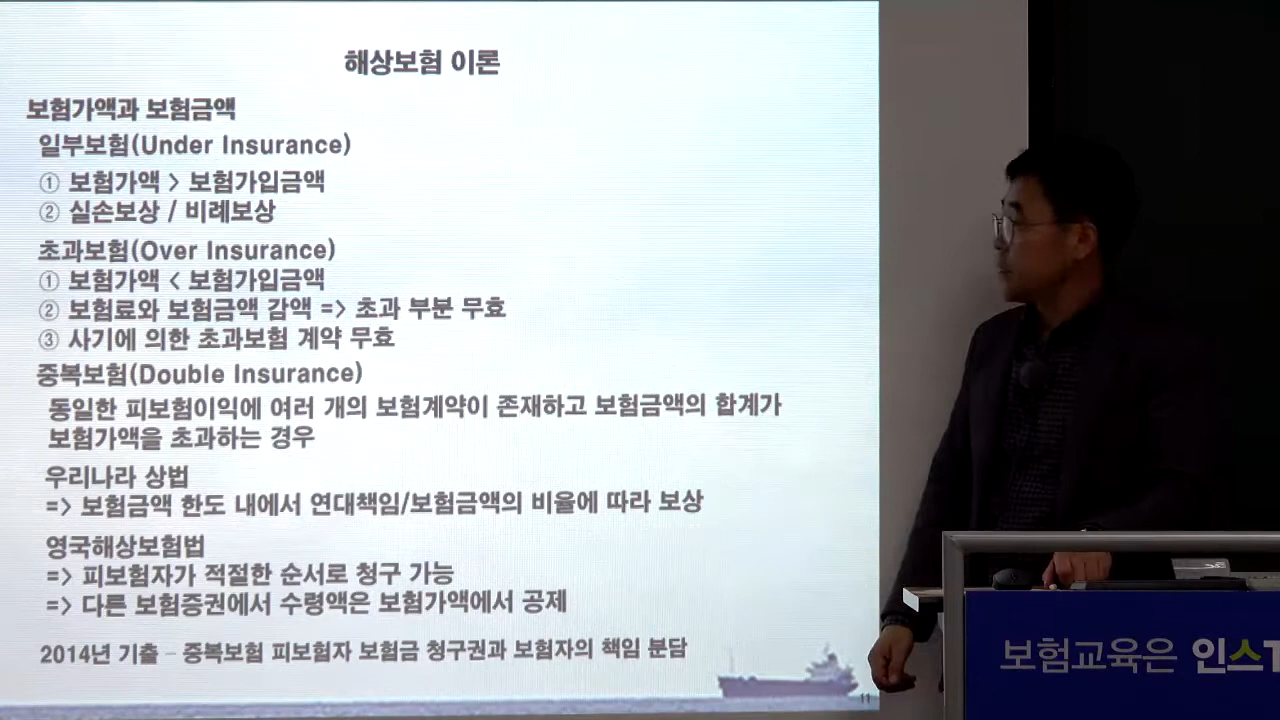 해상보험 이론
보험가액과 보험금액
일부보험(Under Insurance)
① 보험가액 > 보험가입금액
② 실손보상 / 비례보상
초과보험(Over Insurance)
① 보험가액 < 보험가입금액
② 보험료와 보험금액 감액 => 초과 부분 무효
③ 사기에 의한 초과보험 계약 무효
중복보험(Double Insurance)
동일한 피보험이익에 여러 개의 보험계약이 존재하고 보험금액의 합계가
보험가액을 초과하는 경우
우리나라 상법
=> 보험금액 한도 내에서 연대책임/보험금액의 비율에 따라 보상
영국해상보험법
=> 피보험자가 적절한 순서로 청구 가능
=> 다른 보험증권에서 수령액은 보험가액에서 공제
2014년 기출 - 중복보험 피보험자 보험금 청구권과 보험자의 책임 분담
11
보험교육은 인스